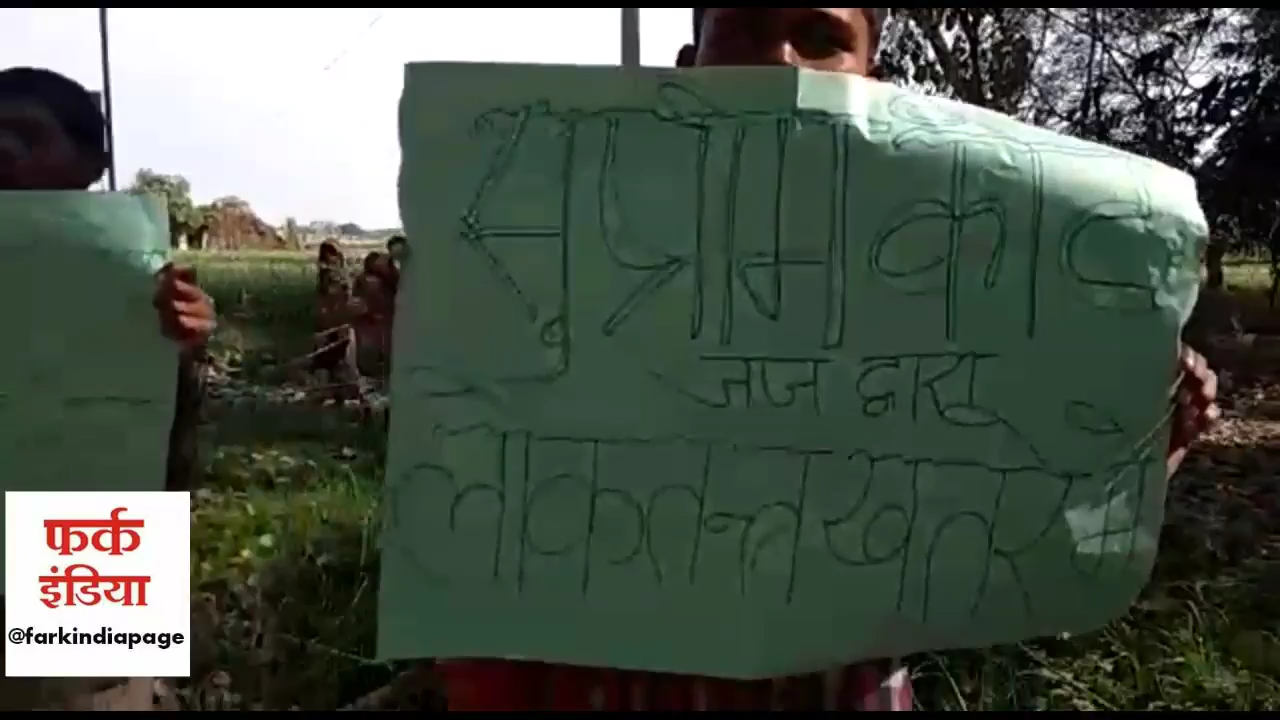 सुप्रीम कोर्ट
जज द्वारा
लोकतन्त्र खतरे में
फर्क
इंडिया
@farkindiapage